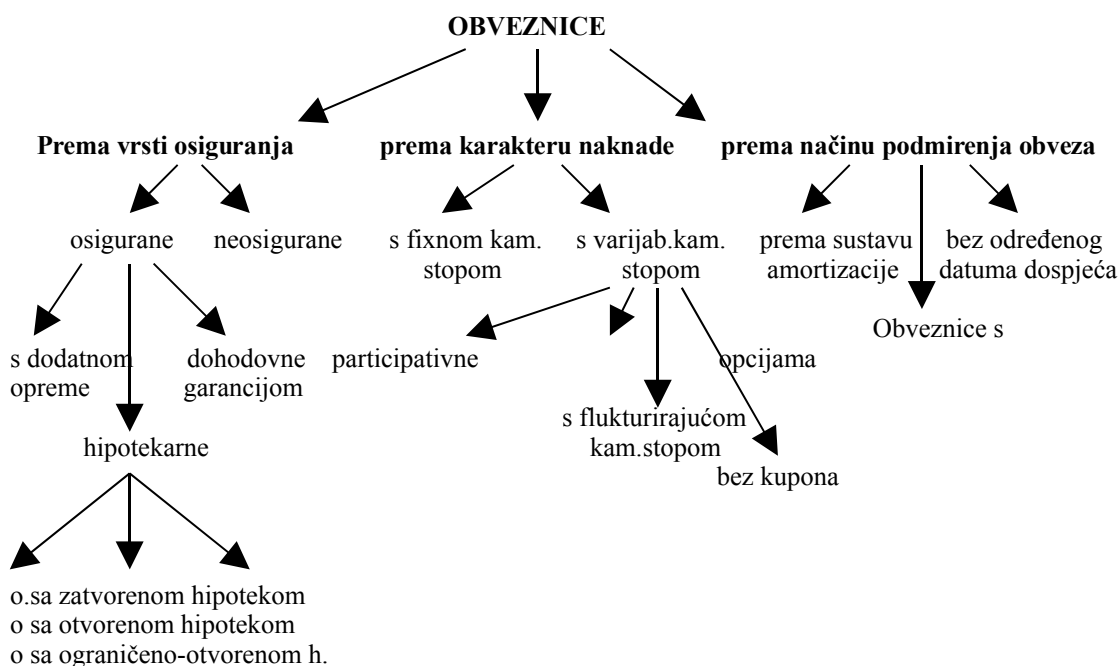 OBVEZNICE
Prema vrsti osiguranja prema karakteru naknade prema načinu podmirenja obveza
osigurane neosigurane s fixnom kam. s varijab.kam. prema sustavu bez određenog
stopom stopom amortizacije datuma dospjeća
Obveznice s
s dodatnom dohodovne participativne opcijama
opreme garancijom
s flukturirajućom
hipotekarne kam.stopom
bez kupona
o.sa zatvorenom hipotekom
o sa otvorenom hipotekom
o sa ograničeno-otvorenom h.